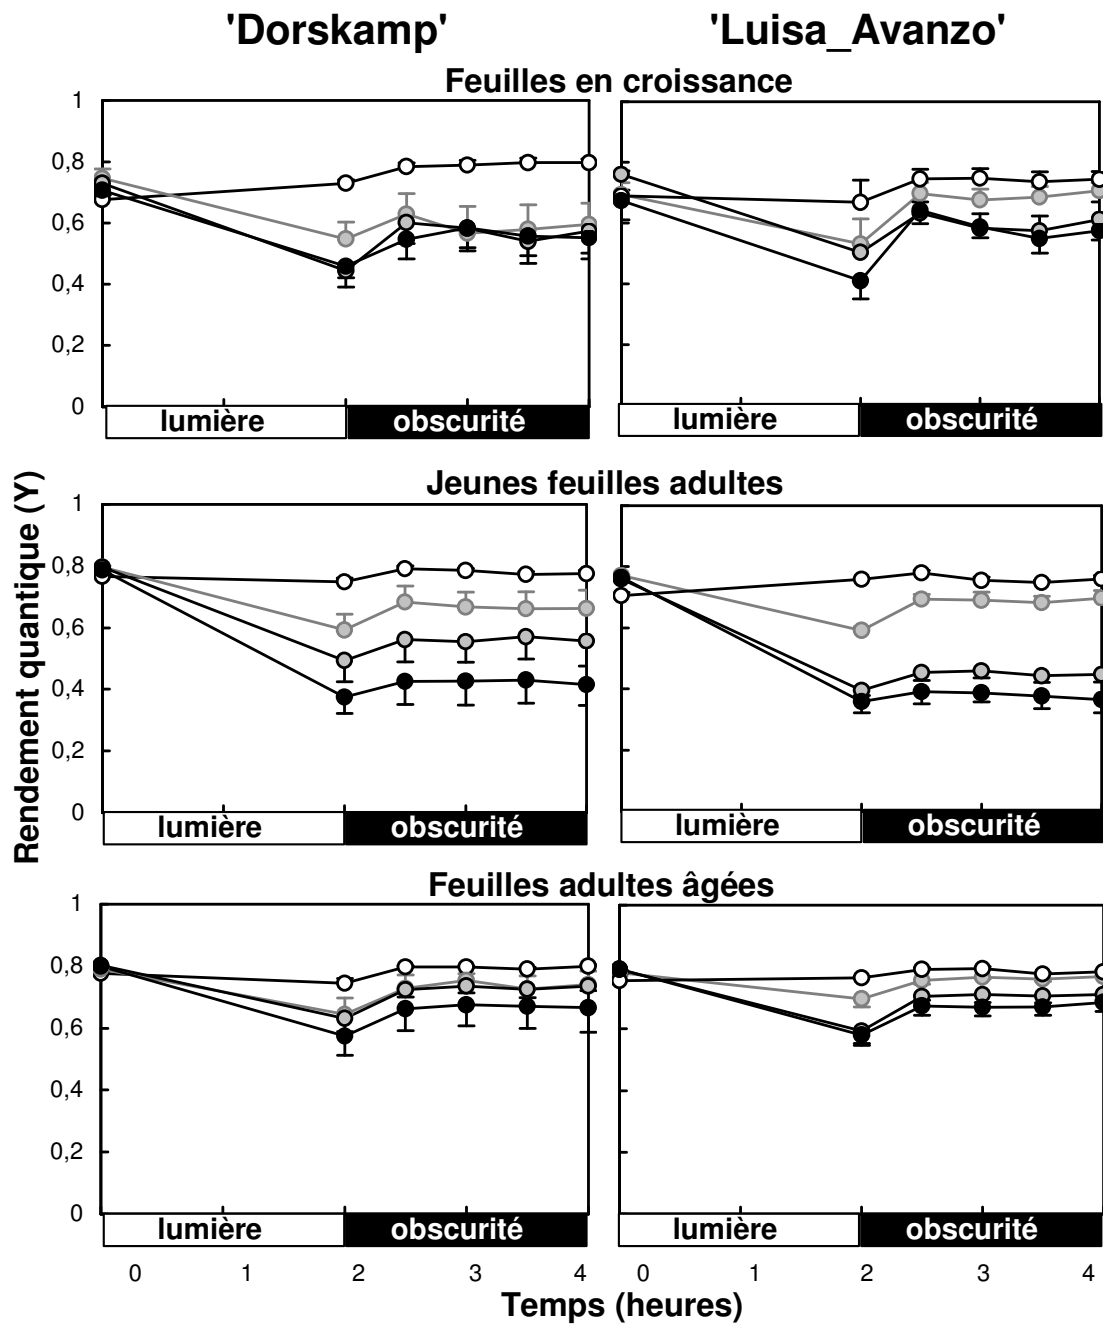 'Dorskamp' 'Luisa_Avanzo'
Feuilles en croissance
1
0,8
0,6
0,4
0,2
0
lumière obscurité lumière obscurité
Jeunes feuilles adultes
1
0,8
0,6
0,4
0,2
0
lumière obscurité lumière obscurité
Rendement quantique (Y)
Feuilles adultes âgées
1
0,8
0,6
0,4
0,2
0
lumière obscurité lumière obscurité
0 1 2 3 4 0 1 2 3 4
Temps (heures)